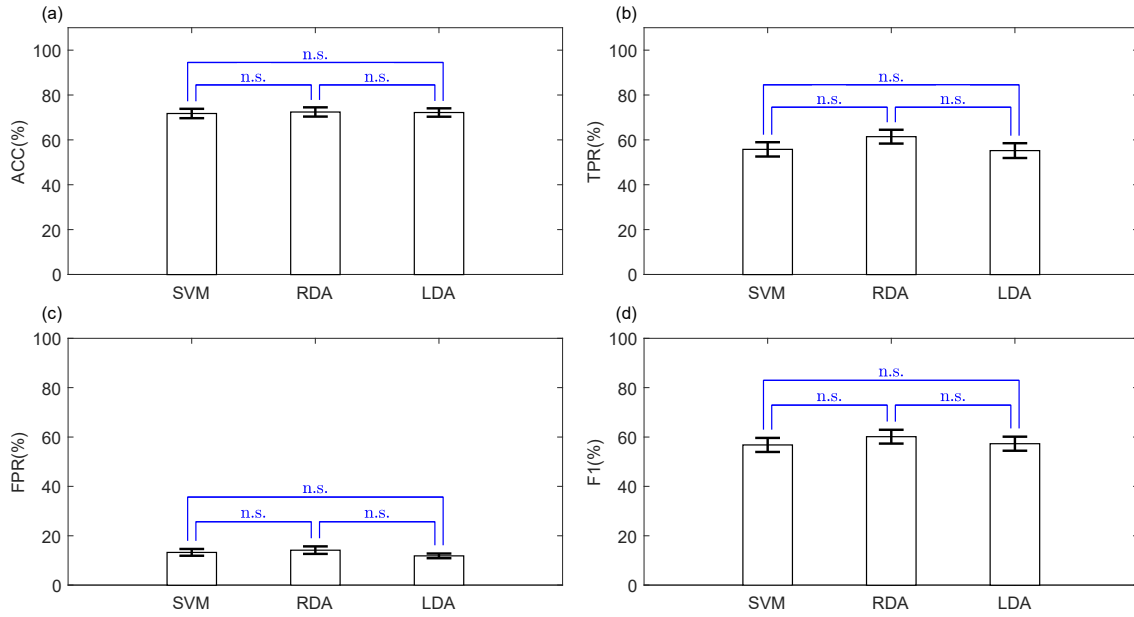 (a)
ACC(%)
100
80
60
40
20
0
n.s.
n.s. n.s.
SVM RDA LDA
(b)
TPR(%)
100
80
60
40
20
0
n.s.
n.s. n.s.
SVM RDA LDA
(c)
FPR(%)
100
80
60
40
20
0
n.s.
n.s. n.s.
SVM RDA LDA
(d)
F1(%)
100
80
60
40
20
0
n.s.
n.s. n.s.
SVM RDA LDA